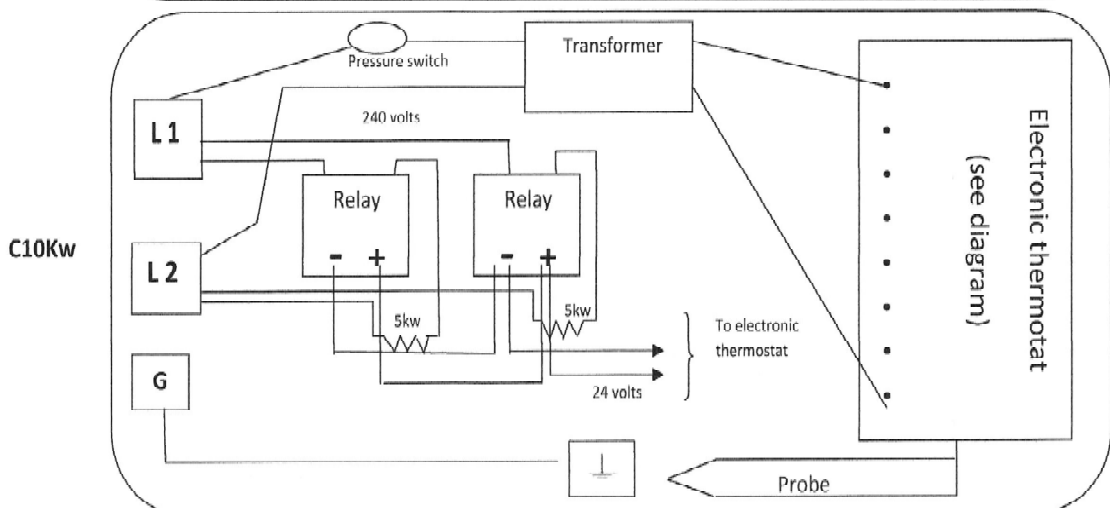 Transformer
Pressure switch
L 1
240 volts
Relay
Relay
- +
- +
C10Kw
L 2
5kw
5kw
To electronic
thermostat
24 volts
G
Probe
Electronic thermotat
(see diagram)